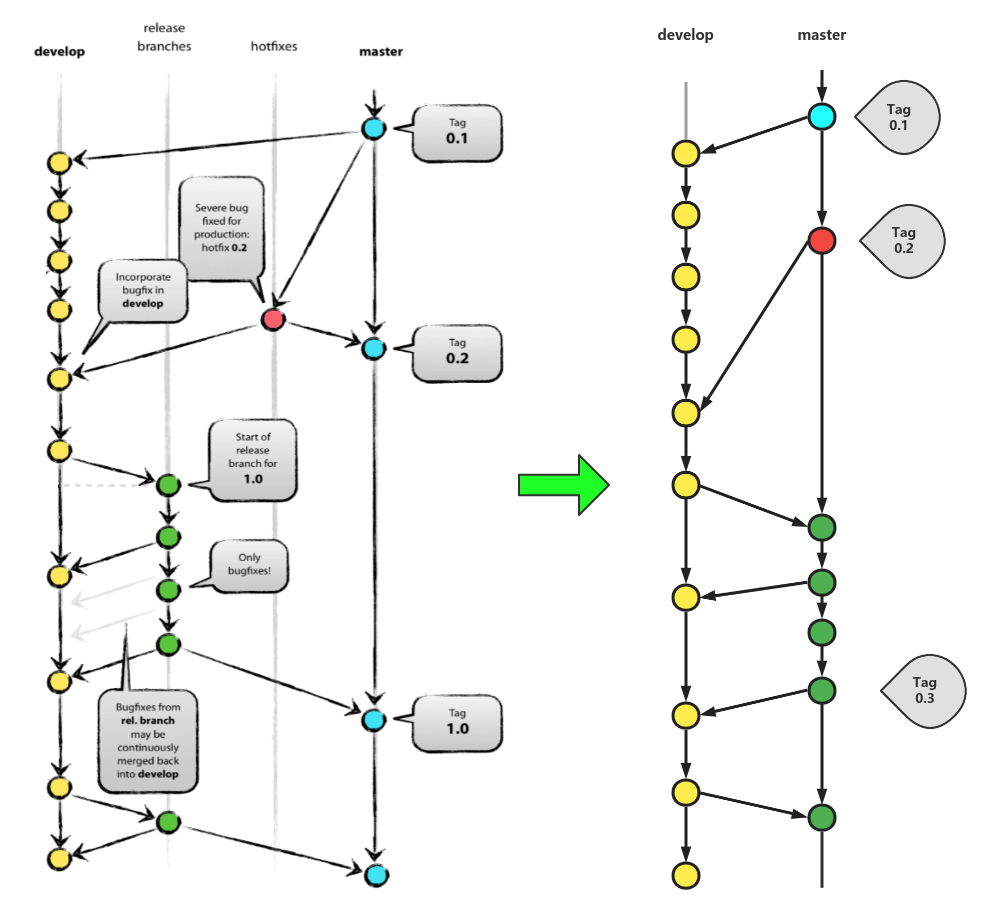 release
branches
develop
hotfixes
master
Tag
0.1
Severe bug
fixed for
production:
hotfix 0.2
Incorporate
bugfix in
develop
Tag
0.2
Start of
release
branch for
1.0
Only
bugfixes!
Bugfixes from
rel. branch
may be
continuously
merged back
into develop
Tag
1.0
develop
master
Tag
0.1
Tag
0.2
Tag
0.3